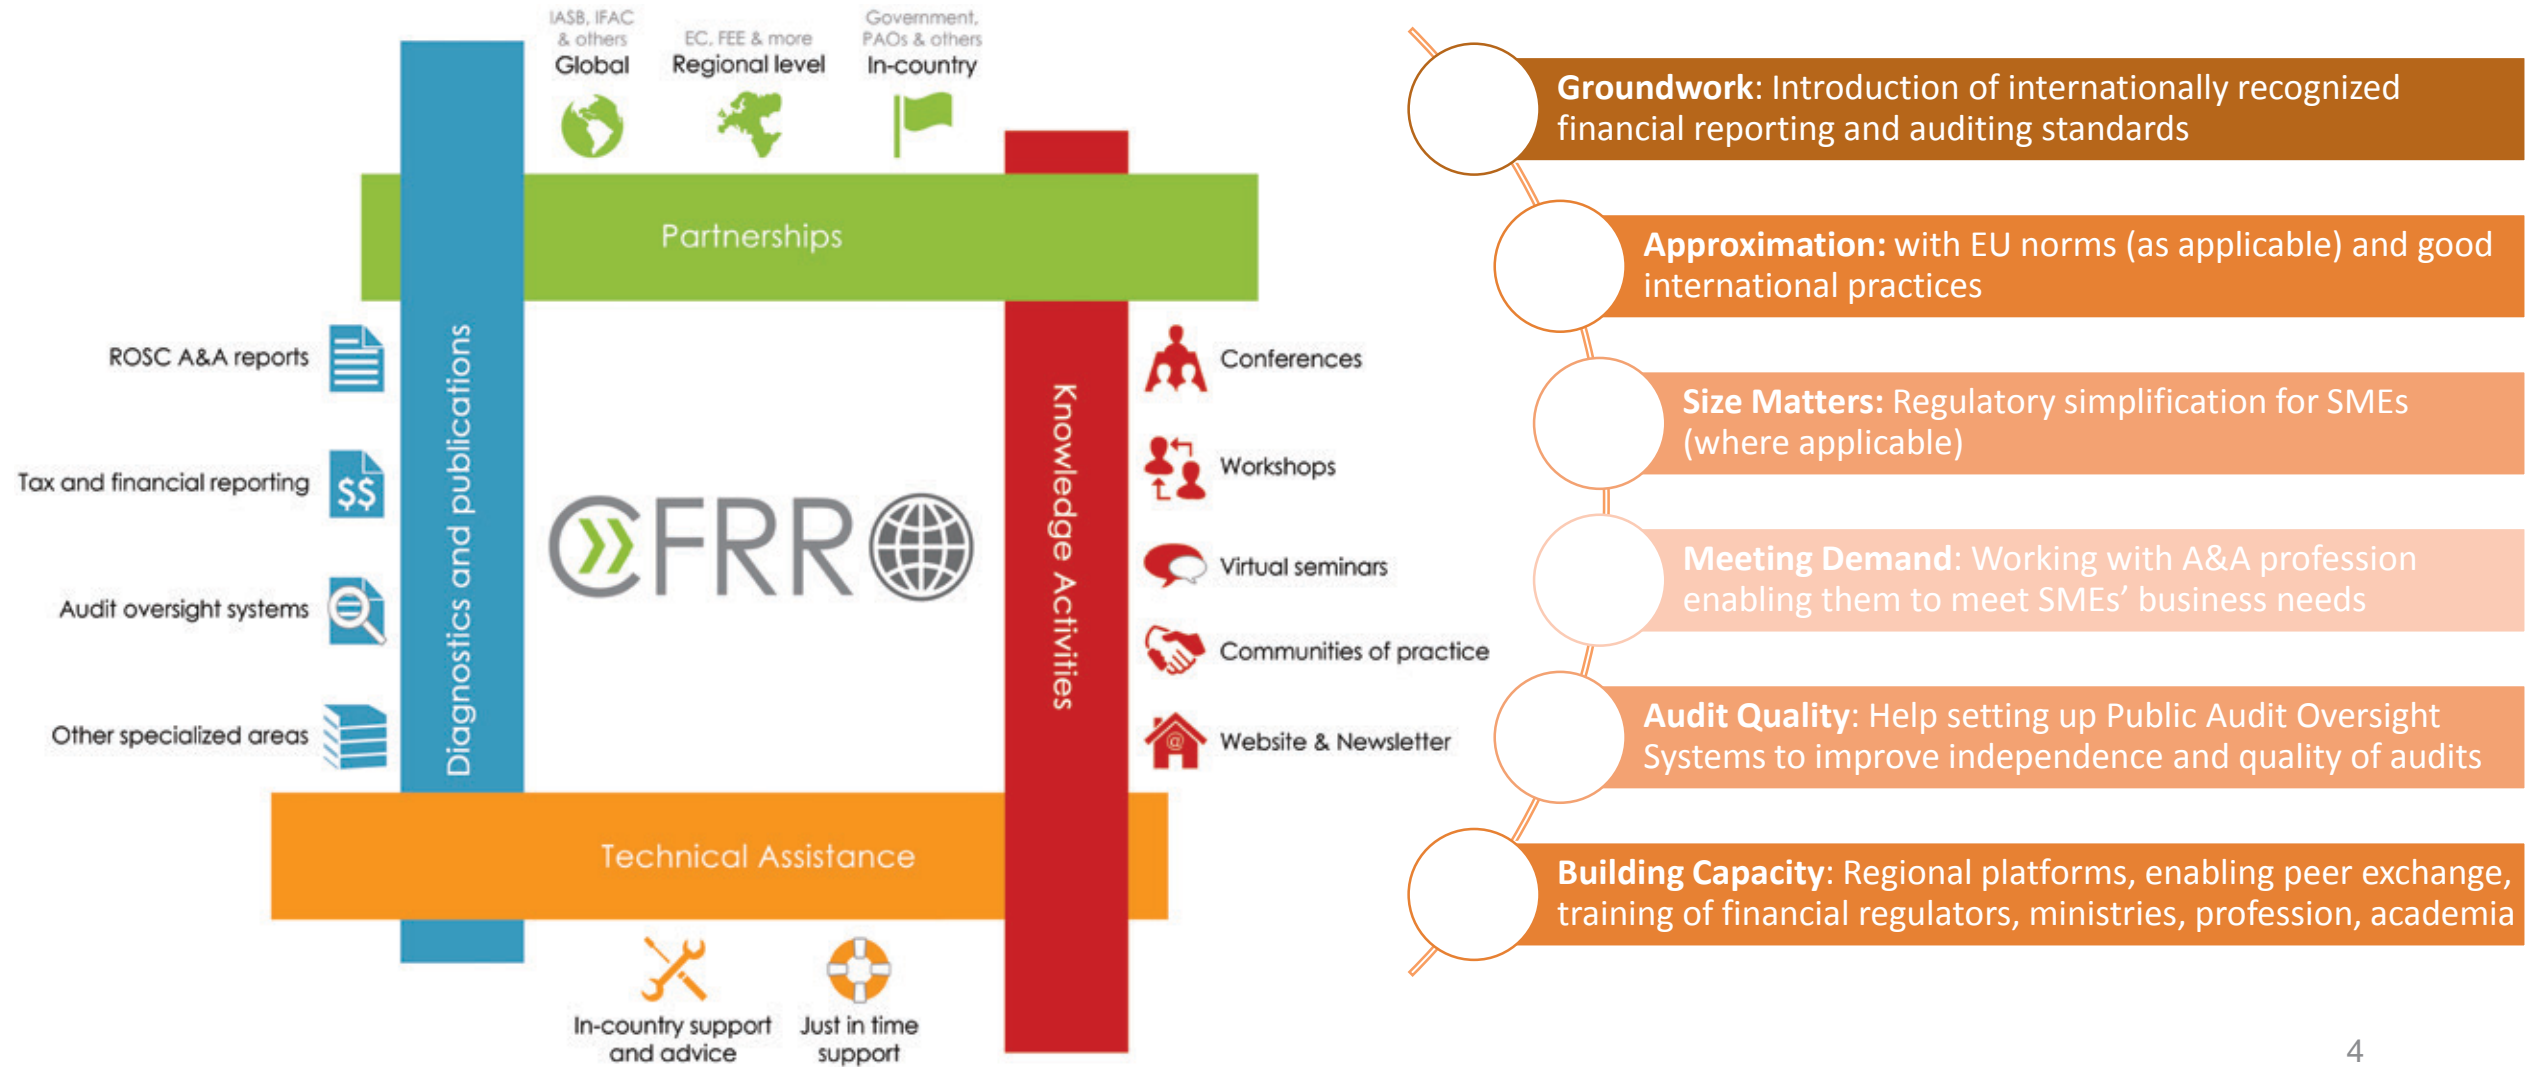 IASB, IFAC
& others
Global
EC, FEE & more
Regional level
Government,
PAOs & others
In-country
Partnerships
Diagnostics and publications
ROSC A&A reports
Tax and financial reporting
$$
Audit oversight systems
Other specialized areas
CFRR
Knowledge Activities
Conferences
Workshops
Virtual seminars
Communities of practice
@
Website & Newsletter
Technical Assistance
In-country support
and advice
Just in time
support
Groundwork: Introduction of internationally recognized
financial reporting and auditing standards
Approximation: with EU norms (as applicable) and good
international practices
Size Matters: Regulatory simplification for SMEs
(where applicable)
Meeting Demand: Working with A&A profession
enabling them to meet SMEs’ business needs
Audit Quality: Help setting up Public Audit Oversight
Systems to improve independence and quality of audits
Building Capacity: Regional platforms, enabling peer exchange,
training of financial regulators, ministries, profession, academia
4